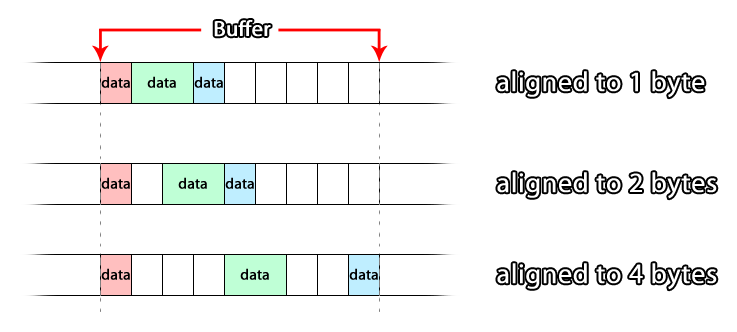 Buffer
data data data aligned to 1 byte
data data data aligned to 2 bytes
data data data aligned to 4 bytes